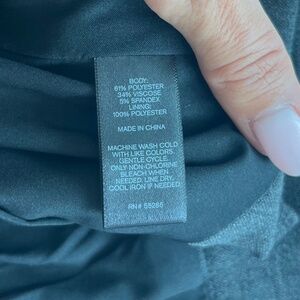 BODY:
61% POLYESTER
34% VISCOSE
5% SPANDEX
LINING:
100% POLYESTER
MADE IN CHINA
MACHINE WASH COLD
WITH LIKE COLORS.
GENTLE CYCLE.
ONLY NON-CHLORINE
BLEACH WHEN
NEEDED. LINE DRY.
COOL IRON IF NEEDED.
RN# 55285